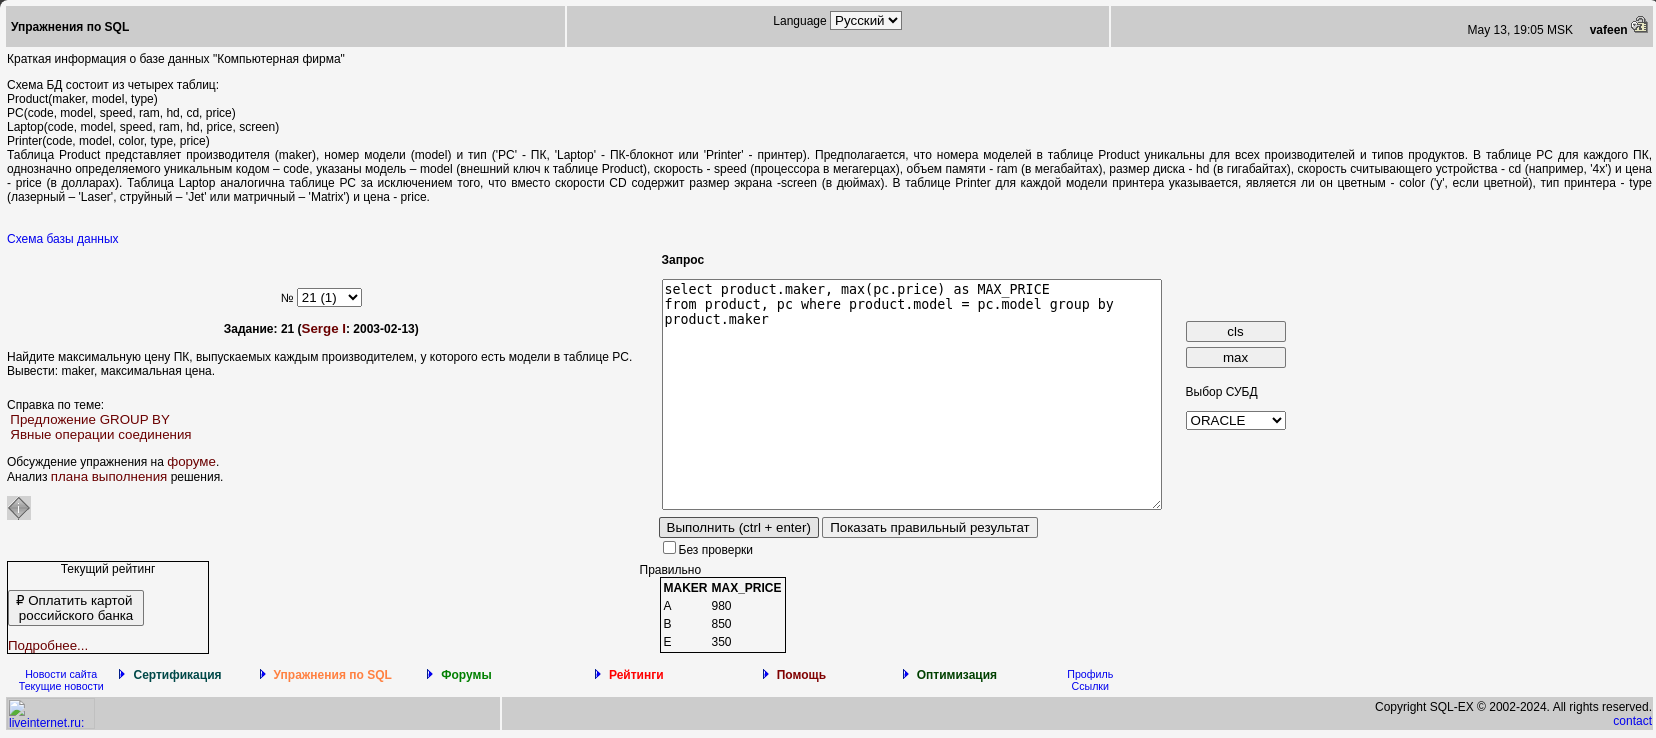 Упражнения по SQL
Language Русский
May 13, 19:05 MSK vafeen
Краткая информация о базе данных "Компьютерная фирма"
Схема БД состоит из четырех таблиц:
Product(maker, model, type)
PC(code, model, speed, ram, hd, cd, price)
Laptop(code, model, speed, ram, hd, price, screen)
Printer(code, model, color, type, price)
Таблица Product представляет производителя (maker), номер модели (model) и тип ('PC' - ПК, 'Laptop' - ПК-блокнот или 'Printer' - принтер). Предполагается, что номера моделей в таблице Product уникальны для всех производителей и типов продуктов. В таблице PC для каждого ПК,
однозначно определяемого уникальным кодом – code, указаны модель – model (внешний ключ к таблице Product), скорость - speed (процессора в мегагерцах), объем памяти - ram (в мегабайтах), размер диска - hd (в гигабайтах), скорость считывающего устройства - cd (например, '4x') и цена
- price (в долларах). Таблица Laptop аналогична таблице РС за исключением того, что вместо скорости CD содержит размер экрана -screen (в дюймах). В таблице Printer для каждой модели принтера указывается, является ли он цветным - color ('y', если цветной), тип принтера - type
(лазерный – 'Laser', струйный – 'Jet' или матричный – 'Matrix') и цена - price.
Схема базы данных
№ 21 (1)
Задание: 21 (Serge I: 2003-02-13)
Найдите максимальную цену ПК, выпускаемых каждым производителем, у которого есть модели в таблице PC.
Вывести: maker, максимальная цена.
Справка по теме:
Предложение GROUP BY
Явные операции соединения
Обсуждение упражнения на форуме.
Анализ плана выполнения решения.
Запрос
select product.maker, max(pc.price) as MAX_PRICE
from product, pc where product.model = pc.model group by
product.maker
cls
max
Выбор СУБД
ORACLE
Выполнить (ctrl + enter) Показать правильный результат
Без проверки
Текущий рейтинг
₽ Оплатить картой
российского банка
Подробнее...
Правильно
MAKER MAX_PRICE
A 980
B 850
E 350
Новости сайта
Текущие новости
Сертификация
Упражнения по SQL
Форумы
Рейтинги
Помощь
Оптимизация
Профиль
Ссылки
liveinternet.ru:
Copyright SQL-EX © 2002-2024. All rights reserved.
contact